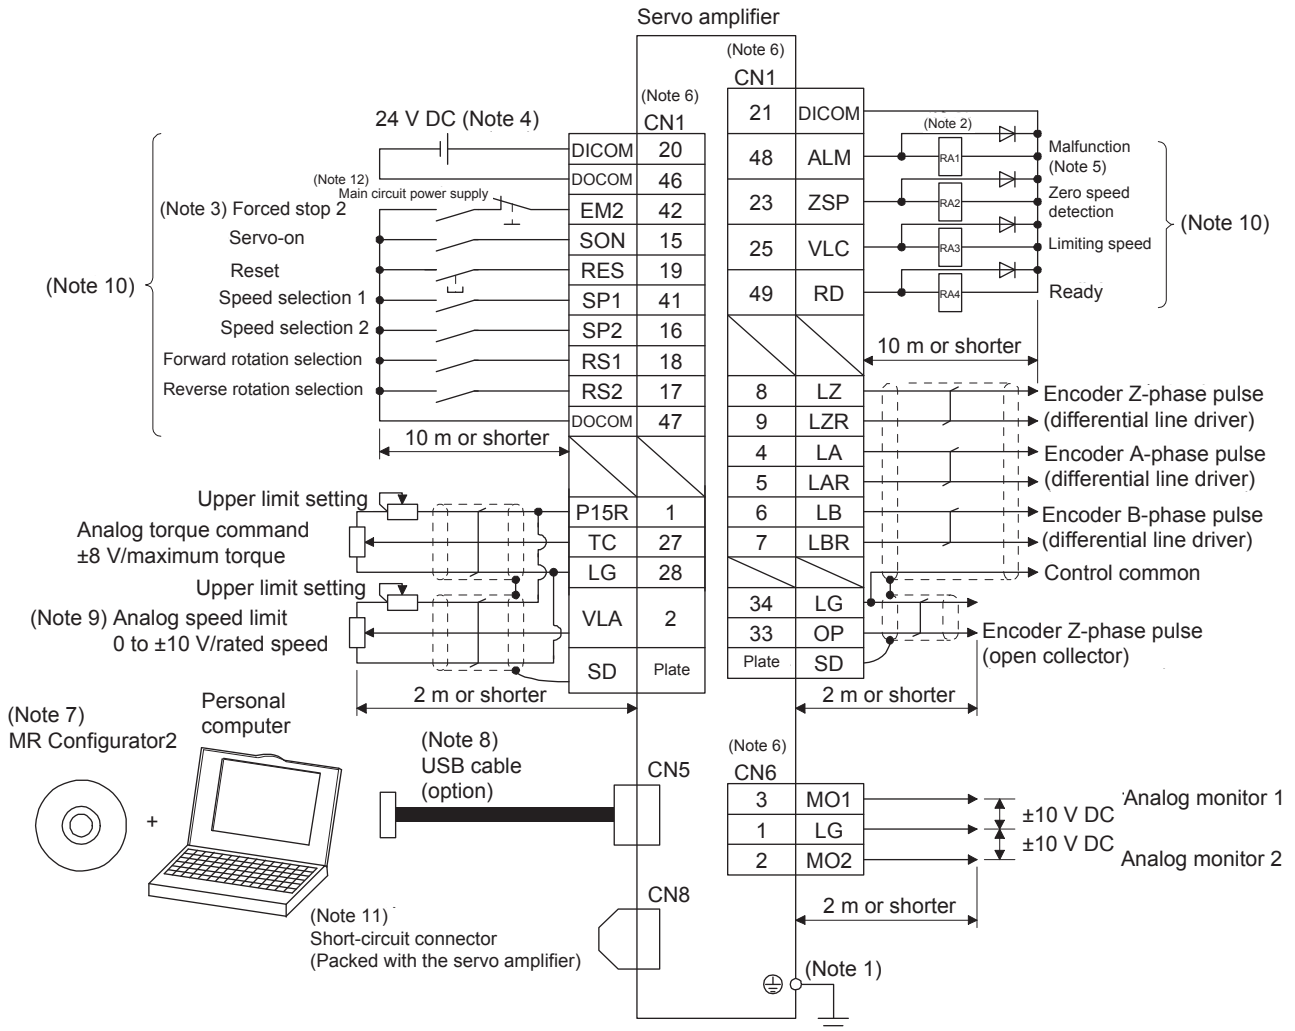 Servo amplifier
(Note 6)
CN1
24 V DC (Note 4)
DICOM 20
DOCOM 46
EM2 42
SON 15
RES 19
SP1 41
SP2 16
RS1 18
RS2 17
DOCOM 47
(Note 12)
Main circuit power supply
(Note 3) Forced stop 2
Servo-on
Reset
Speed selection 1
Speed selection 2
Forward rotation selection
Reverse rotation selection
(Note 10)
10 m or shorter
P15R 1
TC 27
LG 28
VLA 2
SD Plate
Upper limit setting
Analog torque command
±8 V/maximum torque
Upper limit setting
(Note 9) Analog speed limit
0 to ±10 V/rated speed
2 m or shorter
(Note 6)
CN1
21 DICOM
48 ALM
23 ZSP
25 VLC
49 RD
(Note 2)
RA1
RA2
RA3
RA4
Malfunction
(Note 5)
Zero speed
detection
Limiting speed
Ready
(Note 10)
10 m or shorter
8 LZ
9 LZR
4 LA
5 LAR
6 LB
7 LBR
34 LG
33 OP
Plate SD
Encoder Z-phase pulse
(differential line driver)
Encoder A-phase pulse
(differential line driver)
Encoder B-phase pulse
(differential line driver)
Control common
Encoder Z-phase pulse
(open collector)
2 m or shorter
(Note 7)
MR Configurator2
+
Personal
computer
(Note 8)
USB cable
(option)
CN5
CN8
(Note 11)
Short-circuit connector
(Packed with the servo amplifier)
(Note 6)
CN6
3 MO1
1 LG
2 MO2
Analog monitor 1
±10 V DC
±10 V DC
Analog monitor 2
2 m or shorter
(Note 1)